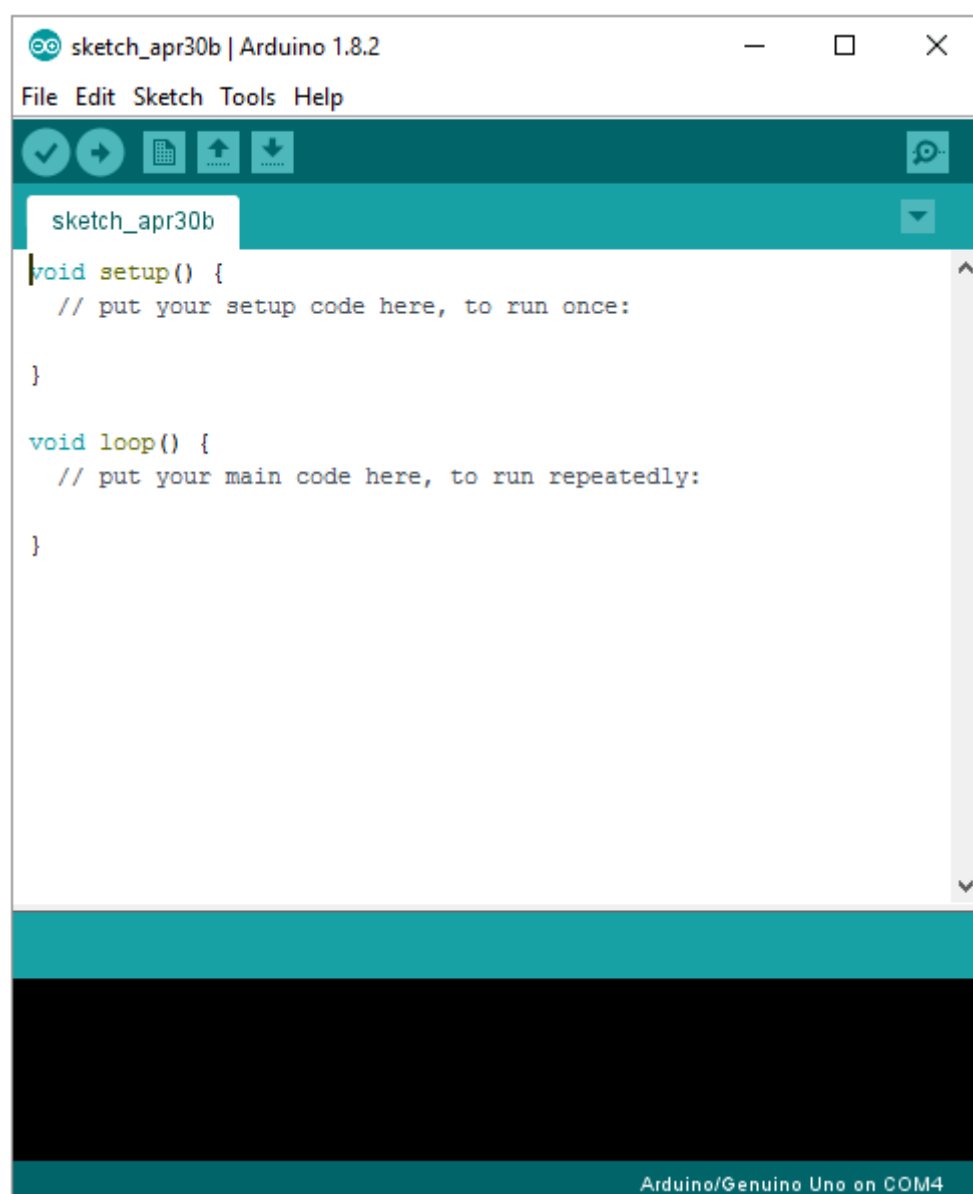 sketch_apr30b | Arduino 1.8.2
File Edit Sketch Tools Help
sketch_apr30b
void setup() {
  // put your setup code here, to run once:
}
void loop() {
  // put your main code here, to run repeatedly:
}
Arduino/Genuino Uno on COM4